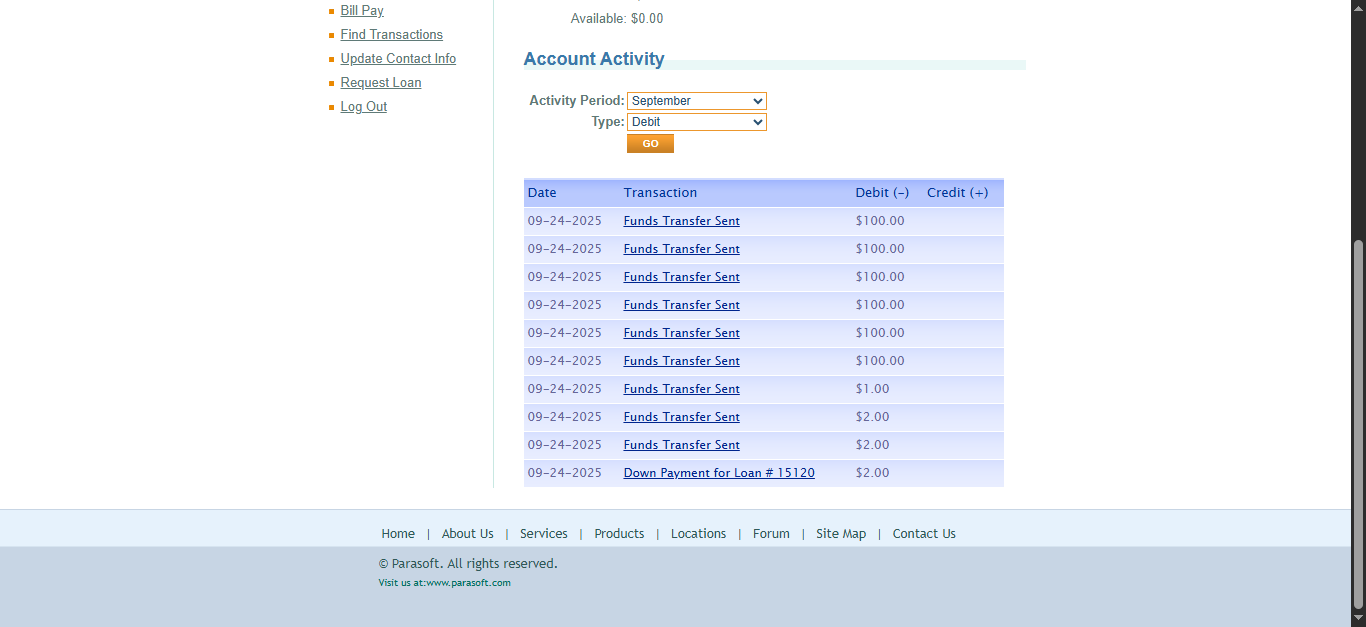 Bill Pay
Find Transactions
Update Contact Info
Request Loan
Log Out
Available: $0.00
Account Activity
Activity Period: September
Type: Debit
GO
Date Transaction Debit (-) Credit (+)
09-24-2025 Funds Transfer Sent $100.00
09-24-2025 Funds Transfer Sent $100.00
09-24-2025 Funds Transfer Sent $100.00
09-24-2025 Funds Transfer Sent $100.00
09-24-2025 Funds Transfer Sent $100.00
09-24-2025 Funds Transfer Sent $100.00
09-24-2025 Funds Transfer Sent $1.00
09-24-2025 Funds Transfer Sent $2.00
09-24-2025 Funds Transfer Sent $2.00
09-24-2025 Down Payment for Loan # 15120 $2.00
Home | About Us | Services | Products | Locations | Forum | Site Map | Contact Us
© Parasoft. All rights reserved.
Visit us at:www.parasoft.com